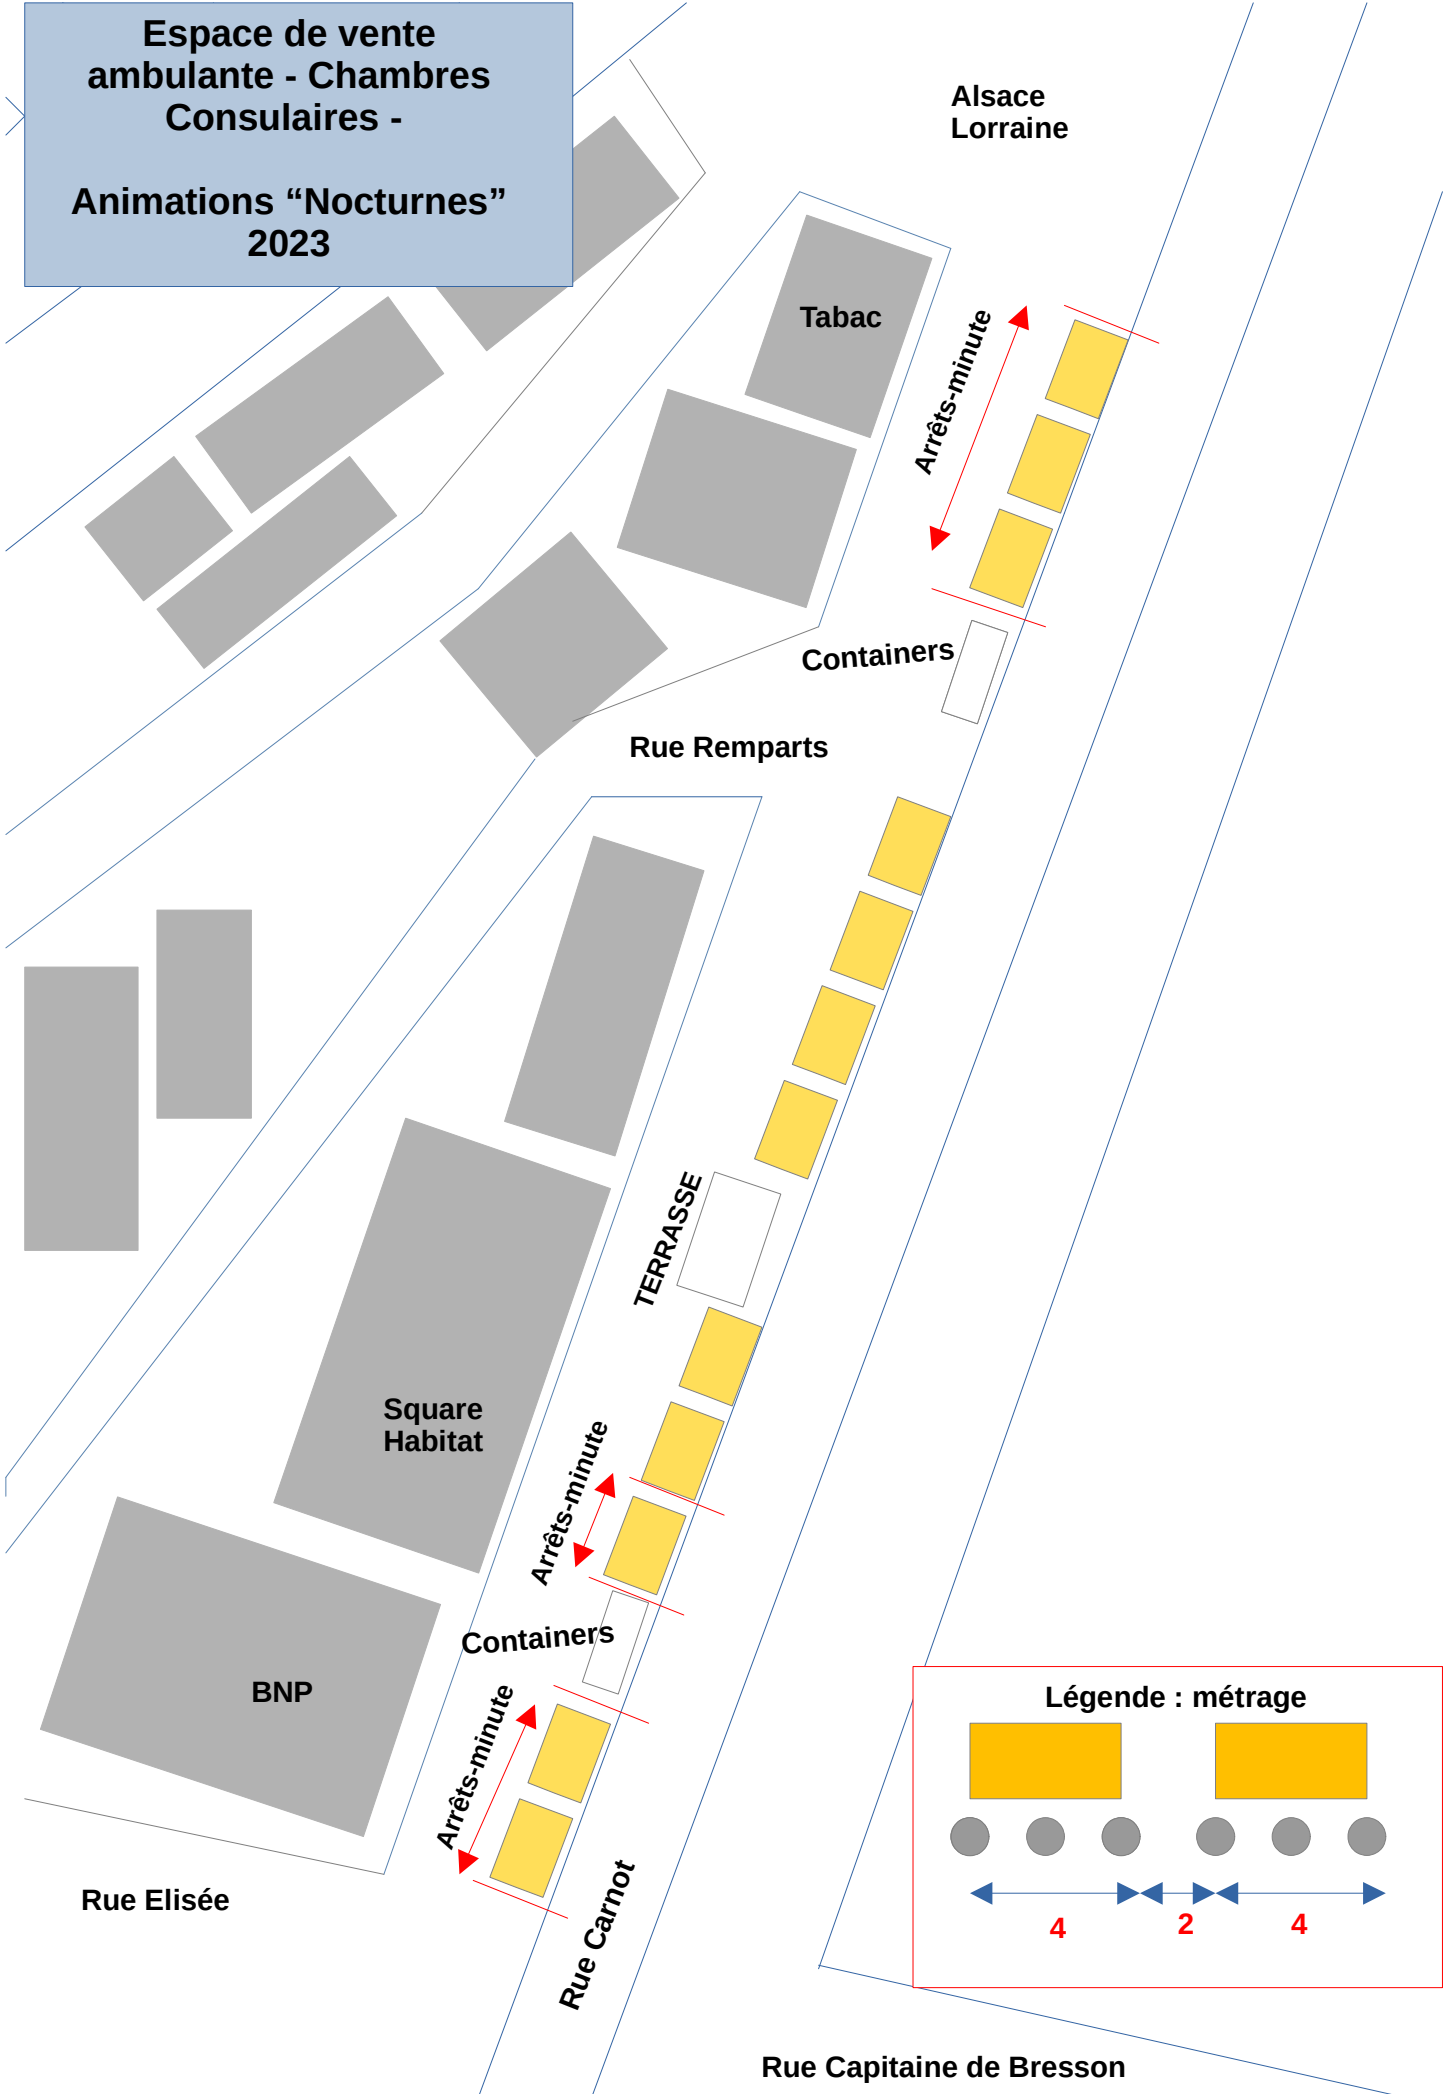 Espace de vente
ambulante - Chambres
Consulaires -
Animations “Nocturnes”
2023
Alsace
Lorraine
Tabac
Arrêts-minute
Containers
Rue Remparts
TERRASSE
Square
Habitat
Arrêts-minute
Containers
BNP
Arrêts-minute
Rue Elisée
Rue Carnot
Légende : métrage
4
2
4
Rue Capitaine de Bresson